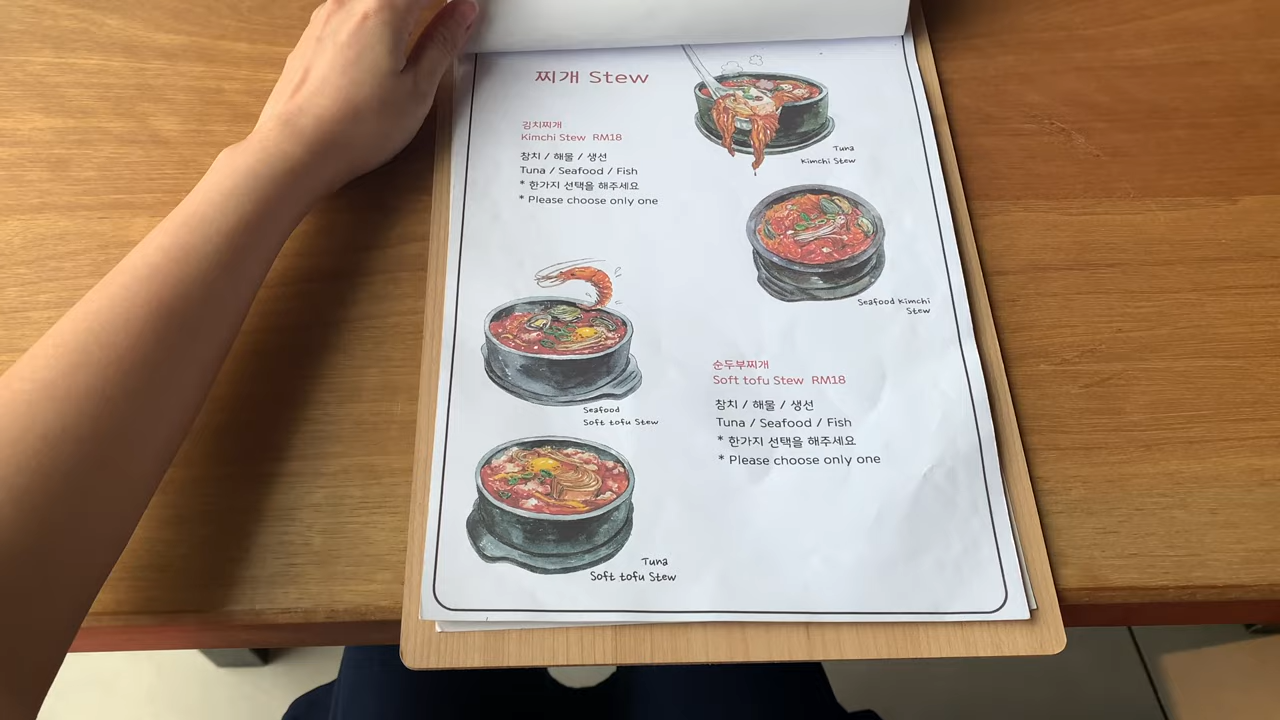 찌개 Stew
김치찌개
Kimchi Stew RM18
참치 / 해물 / 생선
Tuna / Seafood / Fish
* 한가지 선택을 해주세요
* Please choose only one
Tuna
Kimchi Stew
Seafood Kimchi
Stew
Seafood
Soft tofu Stew
순두부찌개
Soft tofu Stew RM18
참치 / 해물 / 생선
Tuna / Seafood / Fish
* 한가지 선택을 해주세요
* Please choose only one
Tuna
Soft tofu Stew